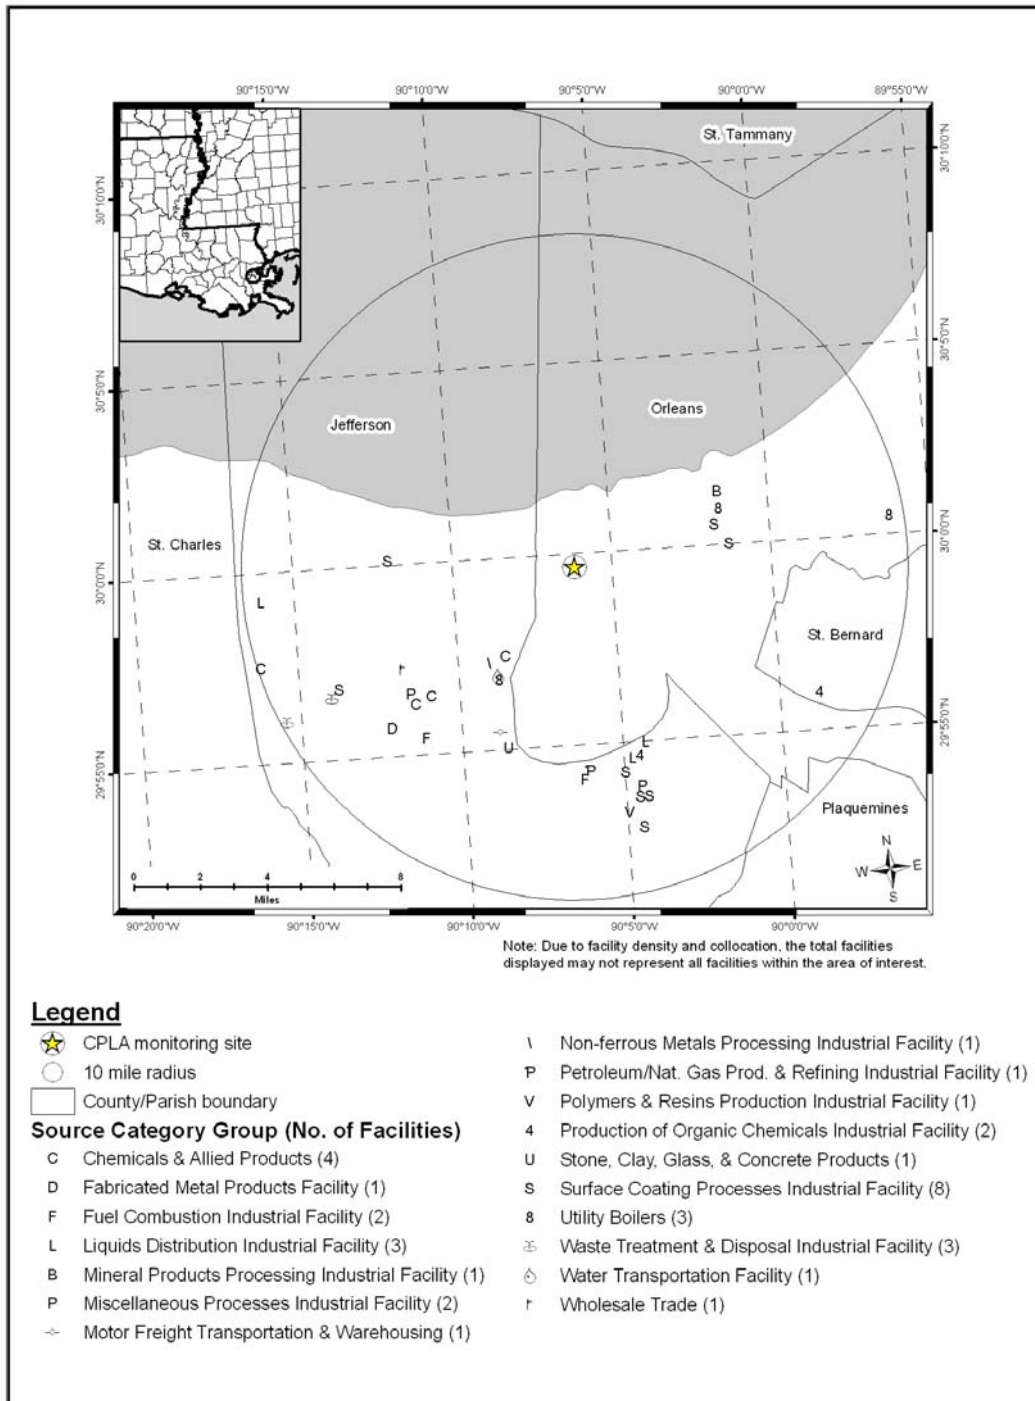 90°15'0"W
90°10'0"W
90°5'0"W
90°0'0"W
89°55'0"W
St. Tammany
30°10'0"N
30°10'0"N
30°5'0"N
30°5'0"N
Jefferson
Orleans
B
8
S
S
8
30°0'0"N
St. Charles
S
30°0'0"N
L
St. Bernard
C
C
8
S
P
C
C
4
D
F
U
29°55'0"N
L
L
4
P
F
S
29°55'0"N
P
S
S
V
S
Plaquemines
N
W
E
S
0
2
4
6
8
Miles
90°20'0"W
90°15'0"W
90°10'0"W
90°5'0"W
90°0'0"W
Note: Due to facility density and collocation, the total facilities
displayed may not represent all facilities within the area of interest.
Legend
CPLA monitoring site
10 mile radius
County/Parish boundary
Source Category Group (No. of Facilities)
C Chemicals & Allied Products (4)
D Fabricated Metal Products Facility (1)
F Fuel Combustion Industrial Facility (2)
L Liquids Distribution Industrial Facility (3)
B Mineral Products Processing Industrial Facility (1)
P Miscellaneous Processes Industrial Facility (2)
Motor Freight Transportation & Warehousing (1)
\ Non-ferrous Metals Processing Industrial Facility (1)
P Petroleum/Nat. Gas Prod. & Refining Industrial Facility (1)
V Polymers & Resins Production Industrial Facility (1)
4 Production of Organic Chemicals Industrial Facility (2)
U Stone, Clay, Glass, & Concrete Products (1)
S Surface Coating Processes Industrial Facility (8)
8 Utility Boilers (3)
Waste Treatment & Disposal Industrial Facility (3)
Water Transportation Facility (1)
Wholesale Trade (1)